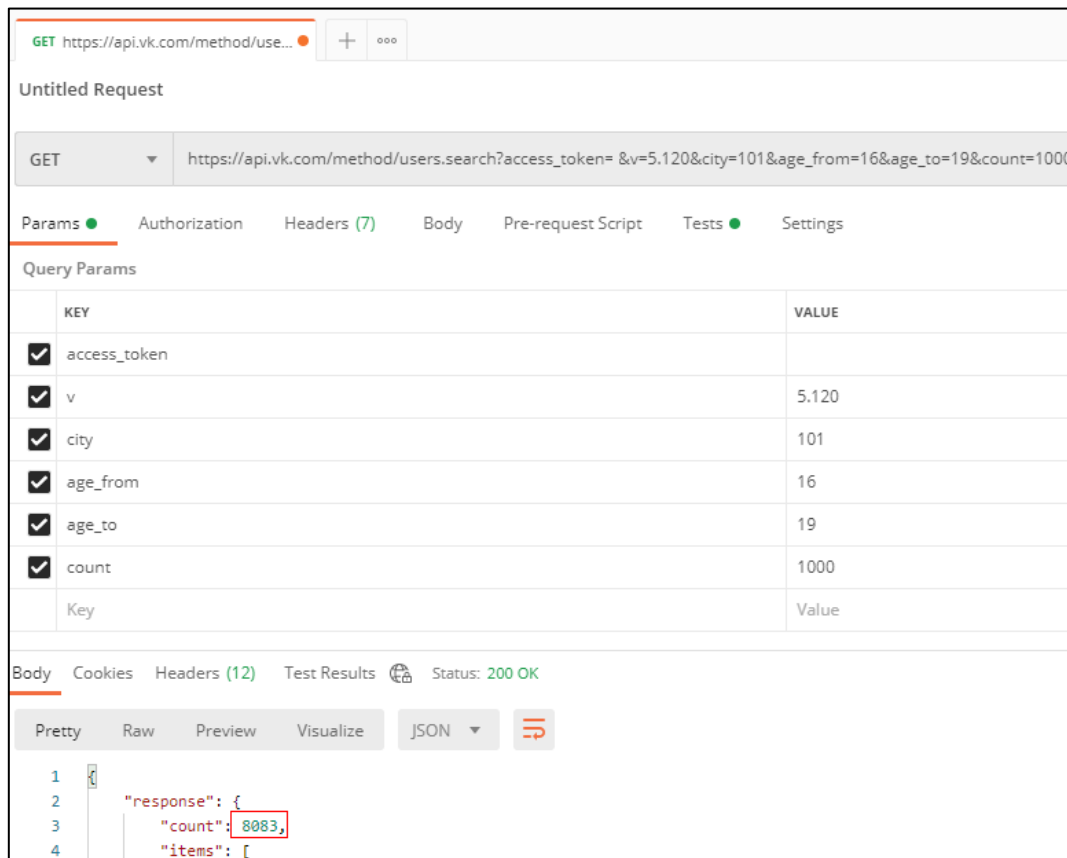 GET https://api.vk.com/method/use...
Untitled Request
GET https://api.vk.com/method/users.search?access_token= &v=5.120&city=101&age_from=16&age_to=19&count=1000
Params Authorization Headers (7) Body Pre-request Script Tests Settings
Query Params
KEY VALUE
access_token
v 5.120
city 101
age_from 16
age_to 19
count 1000
Key Value
Body Cookies Headers (12) Test Results Status: 200 OK
Pretty Raw Preview Visualize JSON
1 {
2 "response": {
3 "count": 8083,
4 "items": [